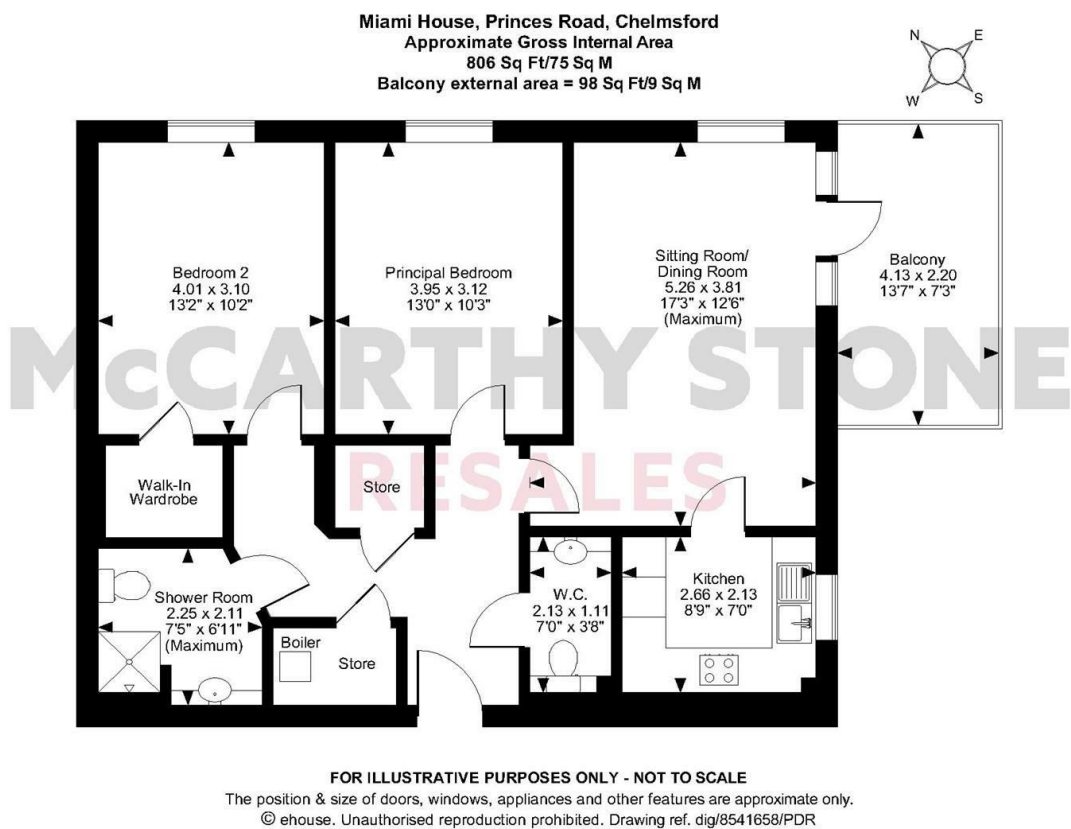 Miami House, Princes Road, Chelmsford
Approximate Gross Internal Area
806 Sq Ft/75 Sq M
Balcony external area = 98 Sq Ft/9 Sq M
N
E
W
S
Bedroom 2
4.01 x 3.10
13'2" x 10'2"
Principal Bedroom
3.95 x 3.12
13'0" x 10'3"
Sitting Room/
Dining Room
5.26 x 3.81
17'3" x 12'6"
(Maximum)
Balcony
4.13 x 2.20
13'7" x 7'3"
McCARTHY STONE
RESALES
Walk-In
Wardrobe
Store
Shower Room
2.25 x 2.11
7'5" x 6'11"
(Maximum)
Boiler
Store
W.C.
2.13 x 1.11
7'0" x 3'8"
Kitchen
2.66 x 2.13
8'9" x 7'0"
FOR ILLUSTRATIVE PURPOSES ONLY - NOT TO SCALE
The position & size of doors, windows, appliances and other features are approximate only.
© ehouse. Unauthorised reproduction prohibited. Drawing ref. dig/8541658/PDR